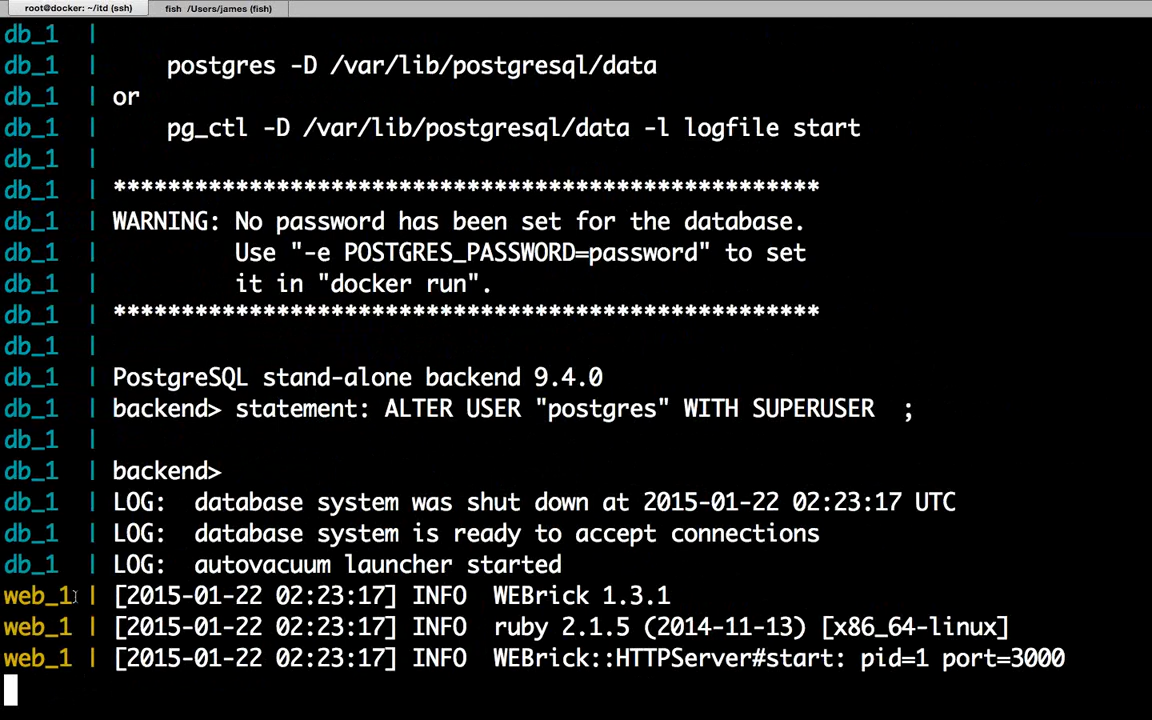 root@docker: ~/itd (ssh) fish /Users/james (fish)
db_1 |
db_1 | postgres -D /var/lib/postgresql/data
db_1 | or
db_1 | pg_ctl -D /var/lib/postgresql/data -l logfile start
db_1 |
db_1 | ****************************************************
db_1 | WARNING: No password has been set for the database.
db_1 | Use "-e POSTGRES_PASSWORD=password" to set
db_1 | it in "docker run".
db_1 | ****************************************************
db_1 |
db_1 | PostgreSQL stand-alone backend 9.4.0
db_1 | backend> statement: ALTER USER "postgres" WITH SUPERUSER ;
db_1 |
db_1 | backend>
db_1 | LOG: database system was shut down at 2015-01-22 02:23:17 UTC
db_1 | LOG: database system is ready to accept connections
db_1 | LOG: autovacuum launcher started
web_1 | [2015-01-22 02:23:17] INFO WEBrick 1.3.1
web_1 | [2015-01-22 02:23:17] INFO ruby 2.1.5 (2014-11-13) [x86_64-linux]
web_1 | [2015-01-22 02:23:17] INFO WEBrick::HTTPServer#start: pid=1 port=3000